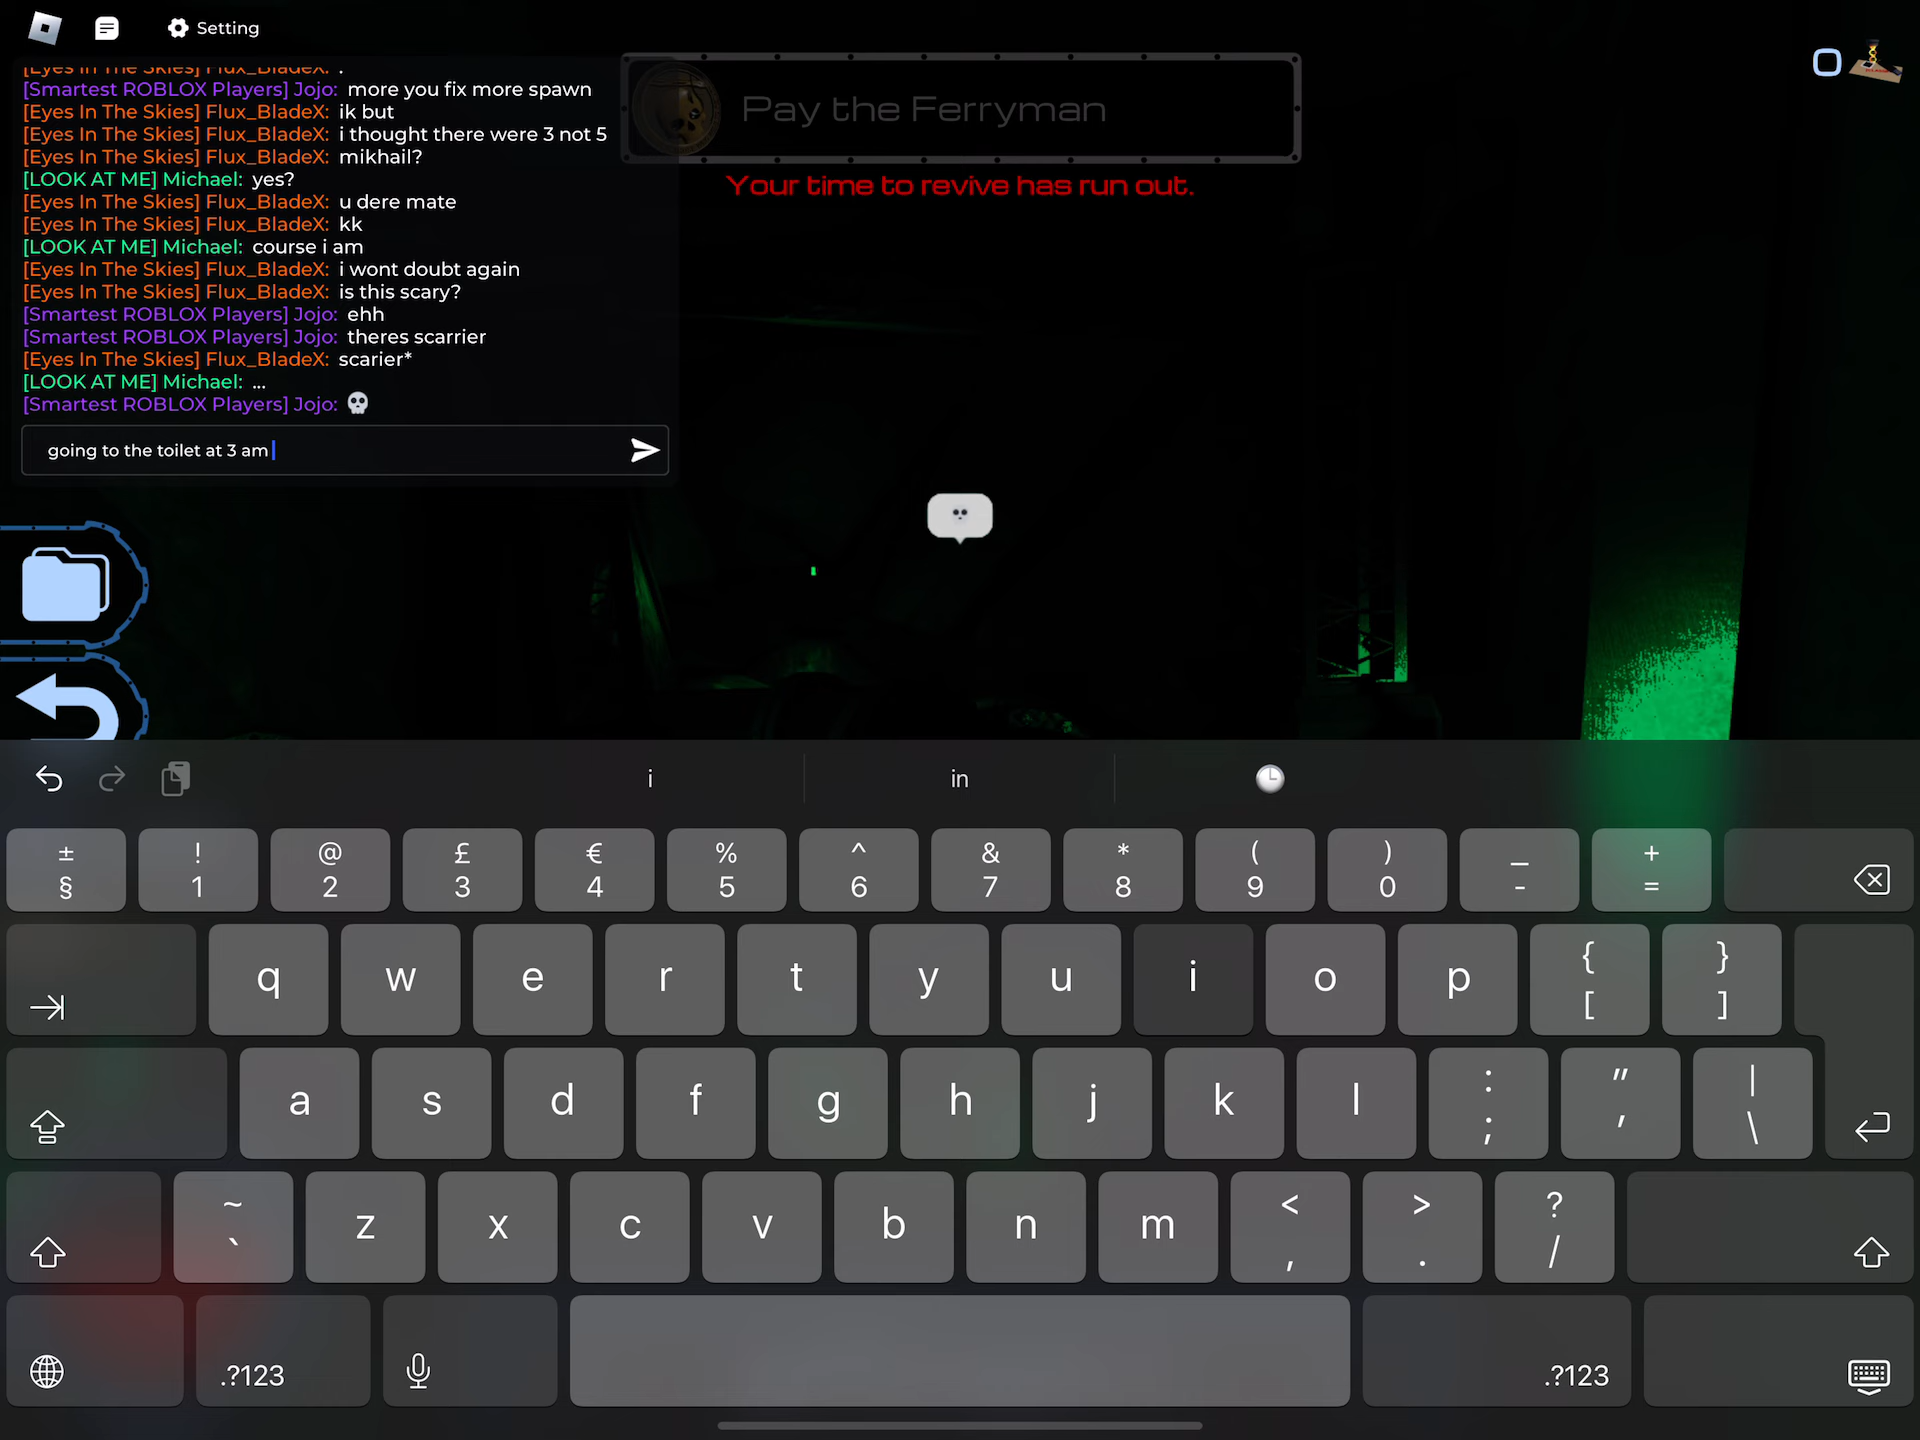 Setting
[Eyes In The Skies] Flux_BladeX: .
[Smartest ROBLOX Players] Jojo: more you fix more spawn
[Eyes In The Skies] Flux_BladeX: ik but
[Eyes In The Skies] Flux_BladeX: i thought there were 3 not 5
[Eyes In The Skies] Flux_BladeX: mikhail?
[LOOK AT ME] Michael: yes?
[Eyes In The Skies] Flux_BladeX: u dere mate
[Eyes In The Skies] Flux_BladeX: kk
[LOOK AT ME] Michael: course i am
[Eyes In The Skies] Flux_BladeX: i wont doubt again
[Eyes In The Skies] Flux_BladeX: is this scary?
[Smartest ROBLOX Players] Jojo: ehh
[Smartest ROBLOX Players] Jojo: theres scarrier
[Eyes In The Skies] Flux_BladeX: scarier*
[LOOK AT ME] Michael: ...
[Smartest ROBLOX Players] Jojo: 💀
going to the toilet at 3 am
Pay the Ferryman
Your time to revive has run out.
i in
± ! @ £ € % ^ & * ( ) _ +
§ 1 2 3 4 5 6 7 8 9 0 - =
q w e r t y u i o p { }
[ ]
a s d f g h j k l : " |
; ' \
~ z x c v b n m < > ?
` , . /
.?123 .?123